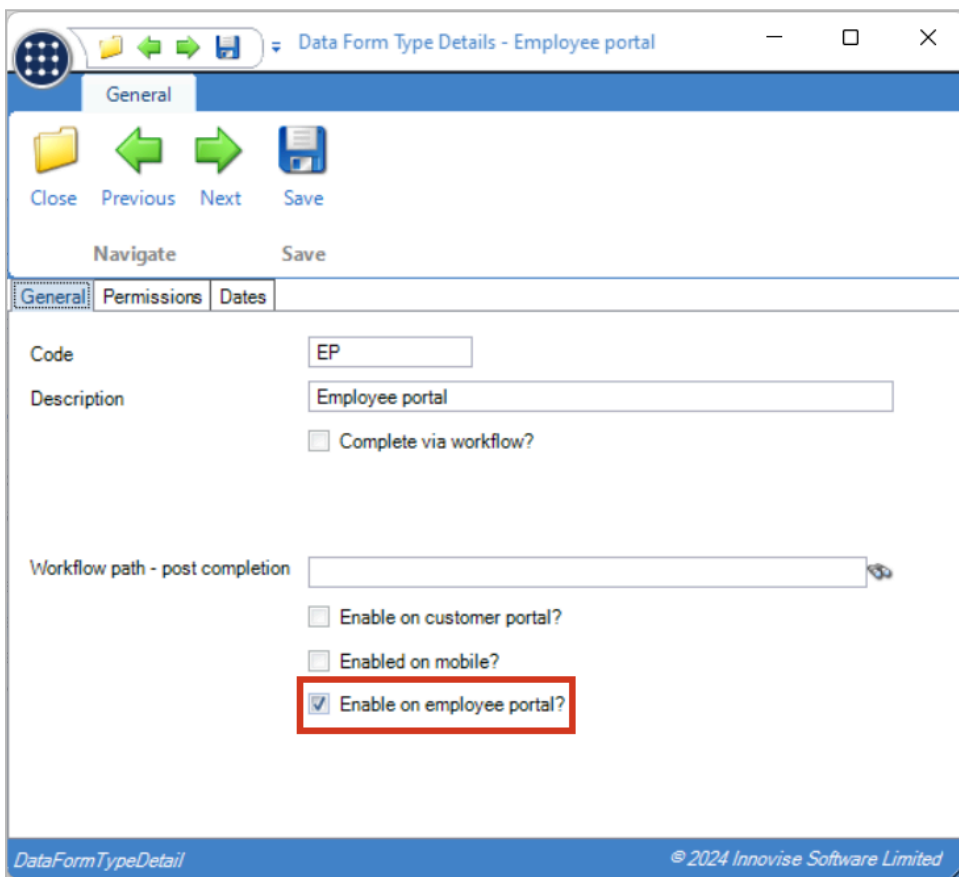 Data Form Type Details - Employee portal
General
Close Previous Next Save
Navigate Save
General Permissions Dates
Code EP
Description Employee portal
Complete via workflow?
Workflow path - post completion
Enable on customer portal?
Enabled on mobile?
Enable on employee portal?
DataFormTypeDetail © 2024 Innovise Software Limited